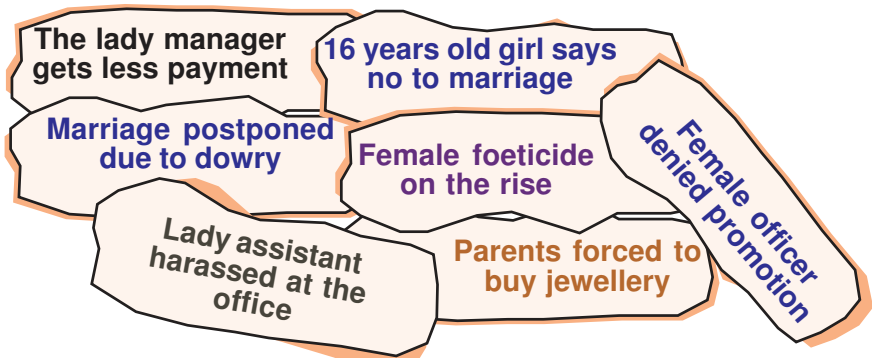 The lady manager
gets less payment
16 years old girl says
no to marriage
Marriage postponed
due to dowry
Female foeticide
on the rise
Female officer
denied promotion
Lady assistant
harassed at the
office
Parents forced to
buy jewellery